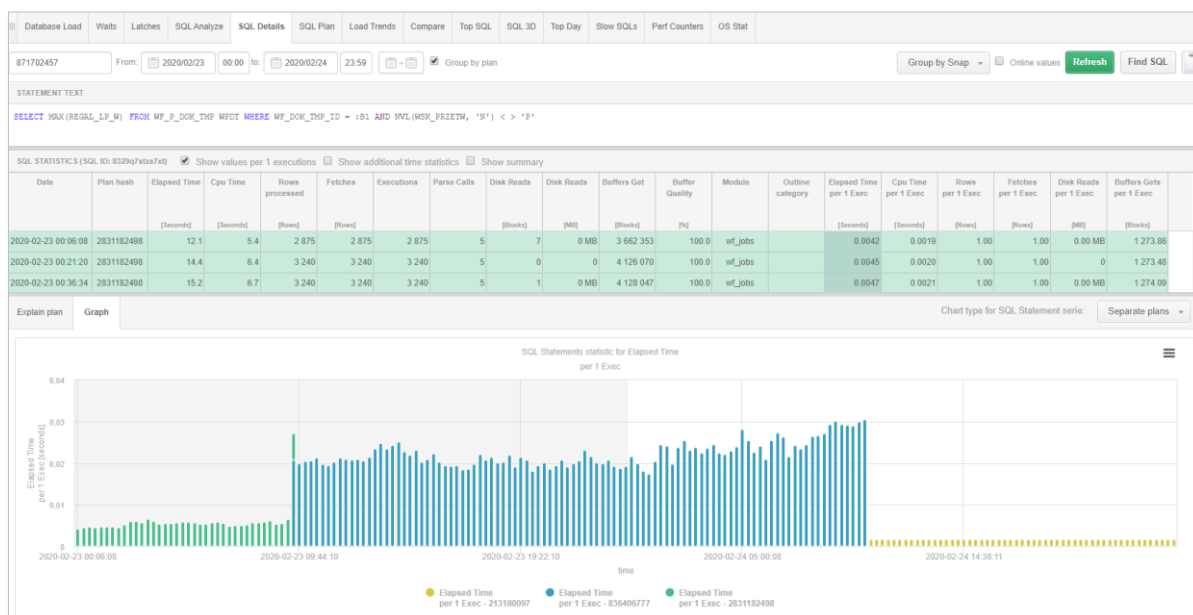 Database Load Waits Latches SQL Analyze SQL Details SQL Plan Load Trends Compare Top SQL SQL 3D Top Day Slow SQLs Perf Counters OS Stat
871702457 From: 2020/02/23 00:00 to: 2020/02/24 23:59 Group by plan Group by Snap Online values Refresh Find SQL
STATEMENT TEXT
SELECT MAX(REGAL_LP_W) FROM WF_P_DOK_TMP WPDT WHERE WF_DOK_TMP_ID = :B1 AND NVL(WSK_PRZETW, 'N') < > 'P'
SQL STATISTICS (SQL ID: 8329q7stza7xt) Show values per 1 executions Show additional time statistics Show summary
Date Plan hash Elapsed Time Cpu Time Rows processed Fetches Executions Parse Calls Disk Reads Disk Reads Buffers Get Buffer Quality Module Outline category Elapsed Time per 1 Exec Cpu Time per 1 Exec Rows per 1 Exec Fetches per 1 Exec Disk Reads per 1 Exec Buffers Gets per 1 Exec
[Seconds] [Seconds] [Rows] [Rows] [Blocks] [MB] [Blocks] [%] [Seconds] [Seconds] [Rows] [Rows] [MB] [Blocks]
2020-02-23 00:06:08 2831182498 12.1 5.4 2 875 2 875 2 875 5 7 0 MB 3 662 353 100.0 wf_jobs 0.0042 0.0019 1.00 1.00 0.00 MB 1 273.86
2020-02-23 00:21:20 2831182498 14.4 6.4 3 240 3 240 3 240 5 0 0 4 126 070 100.0 wf_jobs 0.0045 0.0020 1.00 1.00 0 1 273.48
2020-02-23 00:36:34 2831182498 15.2 6.7 3 240 3 240 3 240 5 1 0 MB 4 128 047 100.0 wf_jobs 0.0047 0.0021 1.00 1.00 0.00 MB 1 274.09
Explain plan Graph Chart type for SQL Statement serie: Separate plans
SQL Statements statistic for Elapsed Time
per 1 Exec
0,04
0,03
0,02
0,01
0
Elapsed Time
per 1 Exec [seconds]
2020-02-23 00:06:08 2020-02-23 09:44:10 2020-02-23 19:22:10 2020-02-24 05:00:08 2020-02-24 14:38:11
time
Elapsed Time Elapsed Time Elapsed Time
per 1 Exec - 213180097 per 1 Exec - 836406777 per 1 Exec - 2831182498